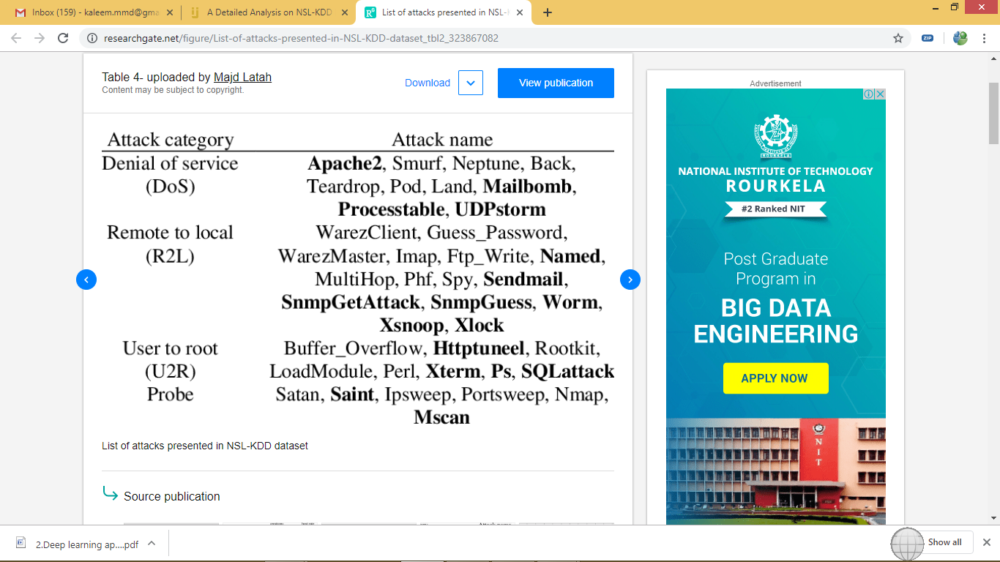 Inbox (159) - kaleem.mmd@gma
A Detailed Analysis on NSL-KDD
List of attacks presented in NSL-K
researchgate.net/figure/List-of-attacks-presented-in-NSL-KDD-dataset_tbl2_323867082
ZIP
Table 4- uploaded by Majd Latah
Content may be subject to copyright.
Download
View publication
Attack category Attack name
Denial of service Apache2, Smurf, Neptune, Back,
(DoS) Teardrop, Pod, Land, Mailbomb,
Processtable, UDPstorm
Remote to local WarezClient, Guess_Password,
(R2L) WarezMaster, Imap, Ftp_Write, Named,
MultiHop, Phf, Spy, Sendmail,
SnmpGetAttack, SnmpGuess, Worm,
Xsnoop, Xlock
User to root Buffer_Overflow, Httptuneel, Rootkit,
(U2R) LoadModule, Perl, Xterm, Ps, SQLattack
Probe Satan, Saint, Ipsweep, Portsweep, Nmap,
Mscan
List of attacks presented in NSL-KDD dataset
Source publication
Advertisement
ROURKELA
NATIONAL INSTITUTE OF TECHNOLOGY
ROURKELA
#2 Ranked NIT
Post Graduate
Program in
BIG DATA
ENGINEERING
APPLY NOW
NIT
2.Deep learning ap....pdf
Show all